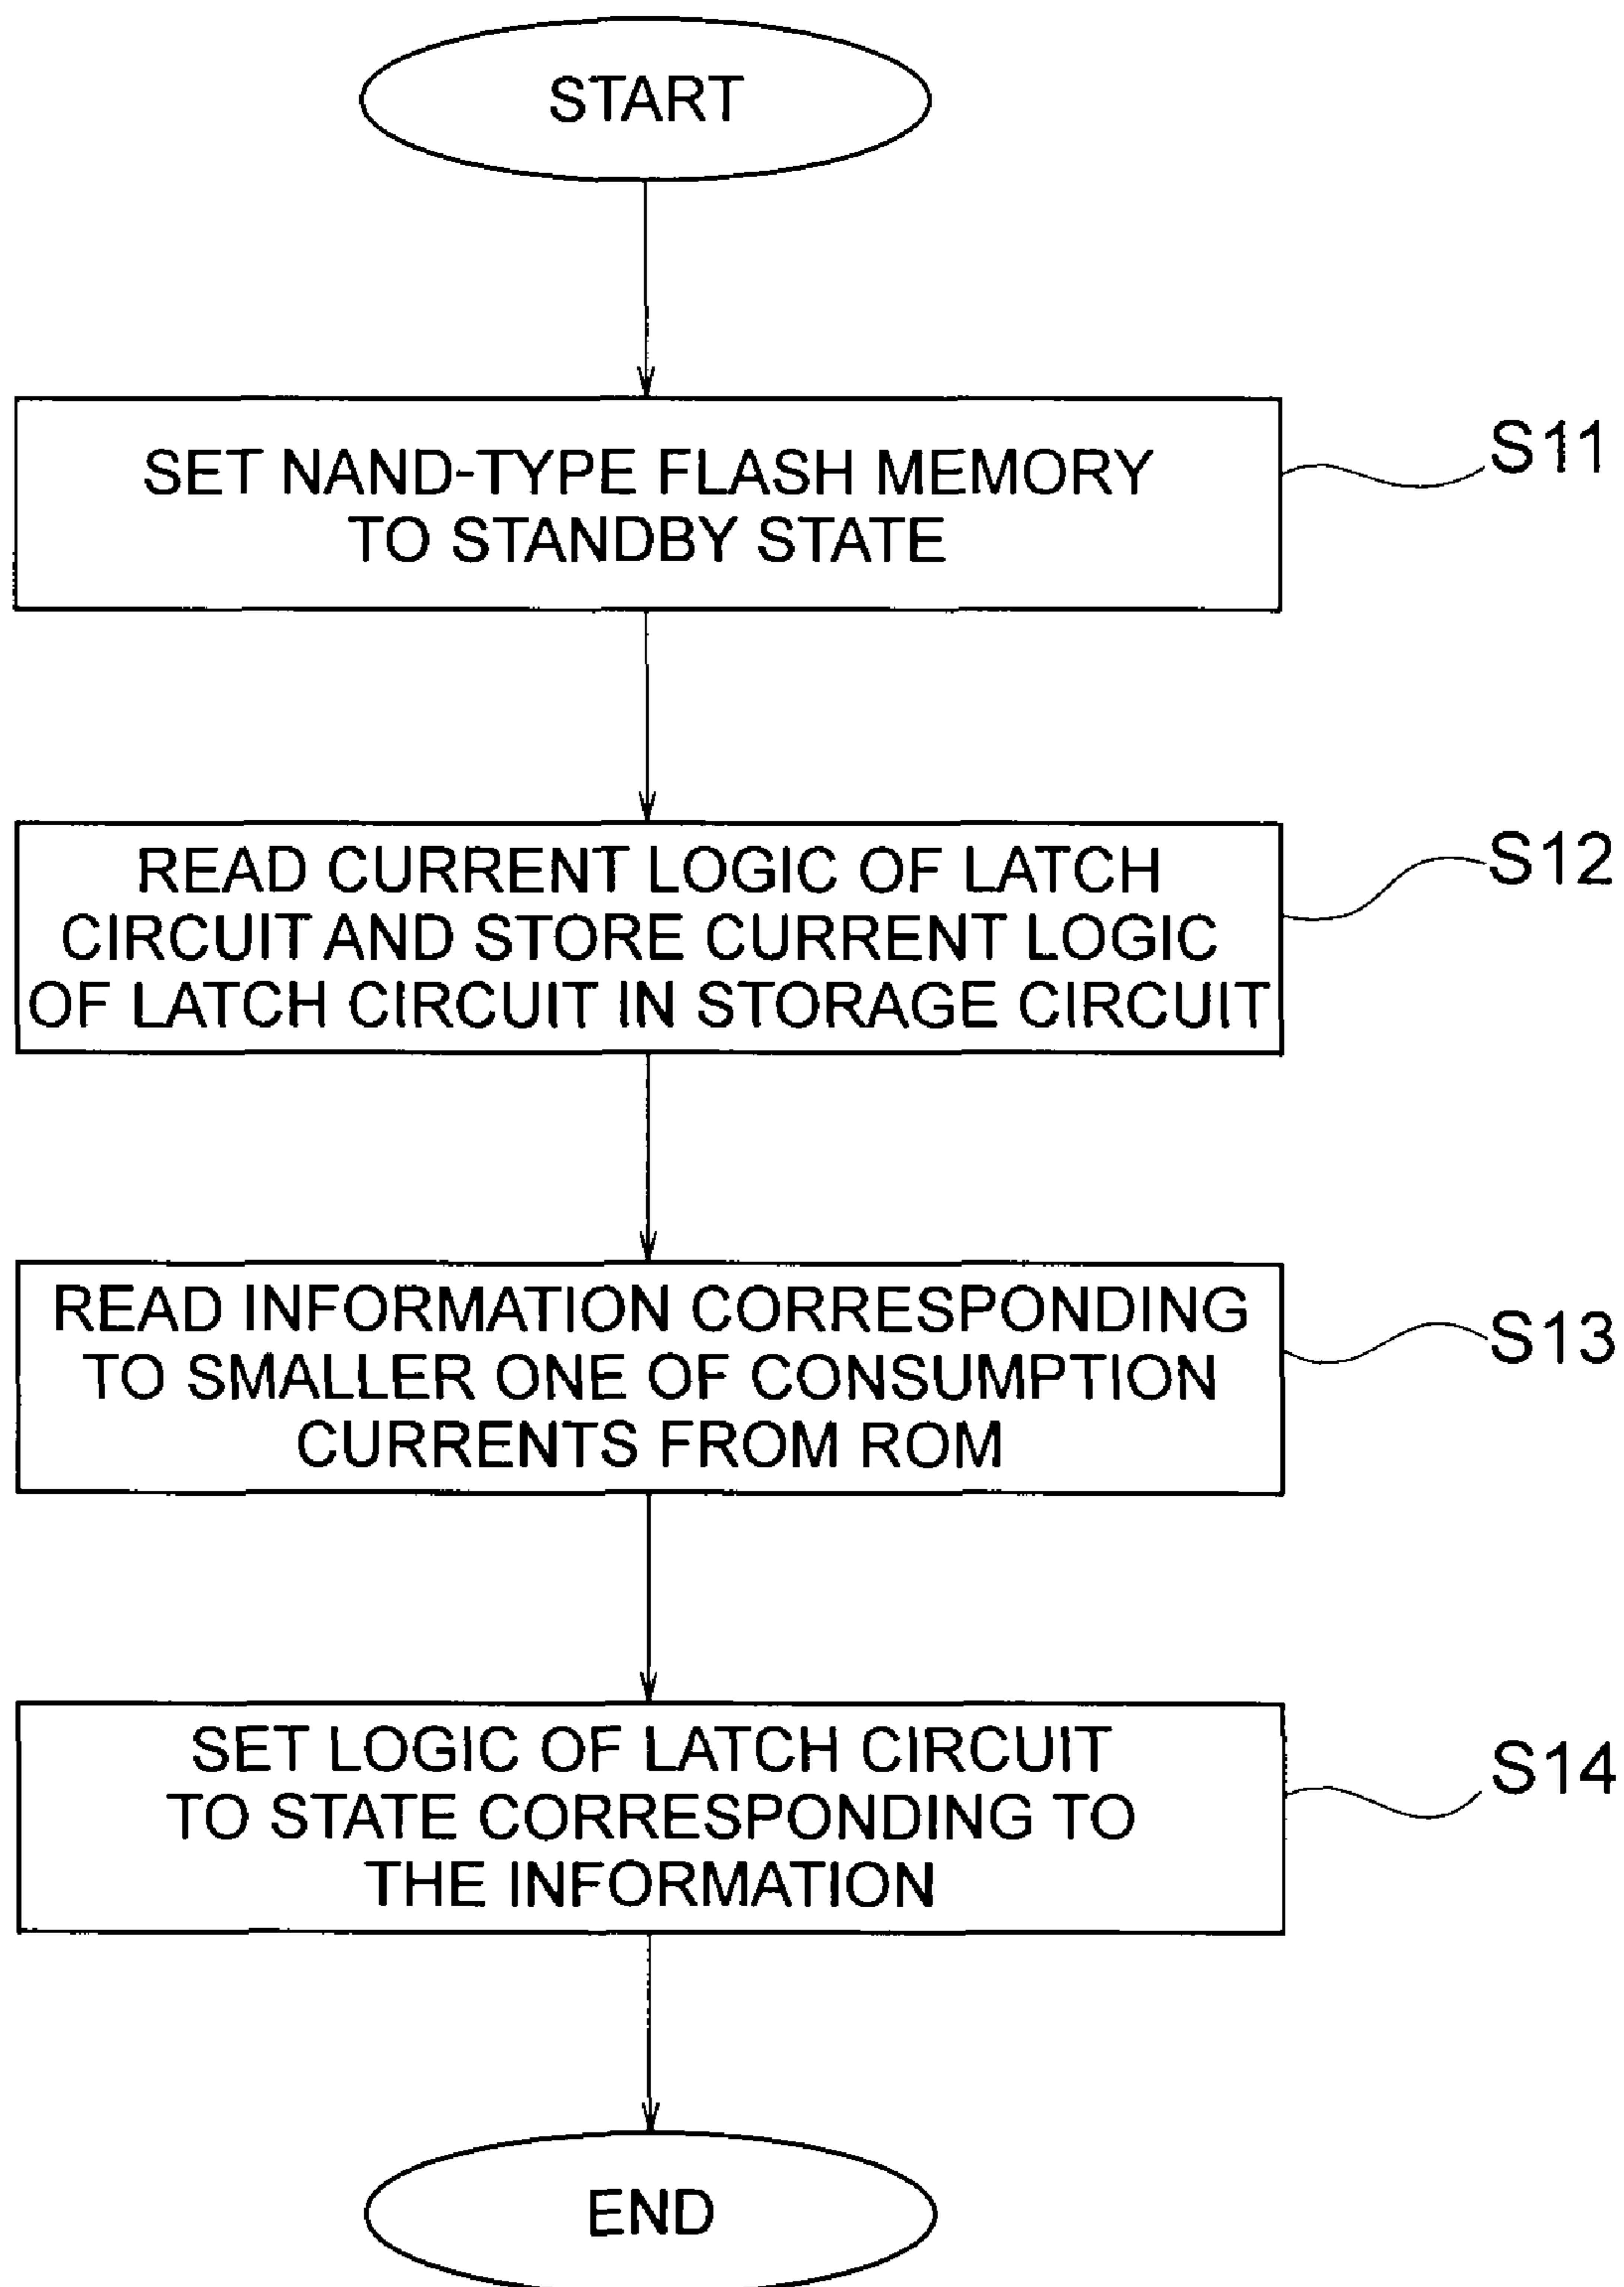 START
SET NAND-TYPE FLASH MEMORY
TO STANDBY STATE
S11
READ CURRENT LOGIC OF LATCH
CIRCUIT AND STORE CURRENT LOGIC
OF LATCH CIRCUIT IN STORAGE CIRCUIT
S12
READ INFORMATION CORRESPONDING
TO SMALLER ONE OF CONSUMPTION
CURRENTS FROM ROM
S13
SET LOGIC OF LATCH CIRCUIT
TO STATE CORRESPONDING TO
THE INFORMATION
S14
END